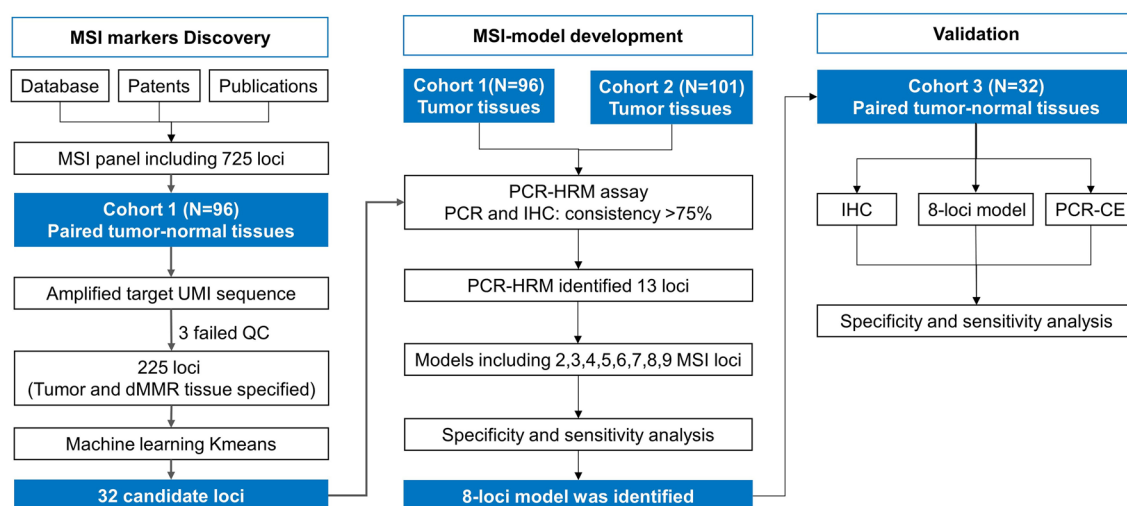 MSI markers Discovery
Database
Patents
Publications
MSI panel including 725 loci
Cohort 1 (N=96)
Paired tumor-normal tissues
Amplified target UMI sequence
3 failed QC
225 loci
(Tumor and dMMR tissue specified)
Machine learning Kmeans
32 candidate loci
MSI-model development
Cohort 1(N=96)
Tumor tissues
Cohort 2 (N=101)
Tumor tissues
PCR-HRM assay
PCR and IHC: consistency >75%
PCR-HRM identified 13 loci
Models including 2,3,4,5,6,7,8,9 MSI loci
Specificity and sensitivity analysis
8-loci model was identified
Validation
Cohort 3 (N=32)
Paired tumor-normal tissues
IHC
8-loci model
PCR-CE
Specificity and sensitivity analysis